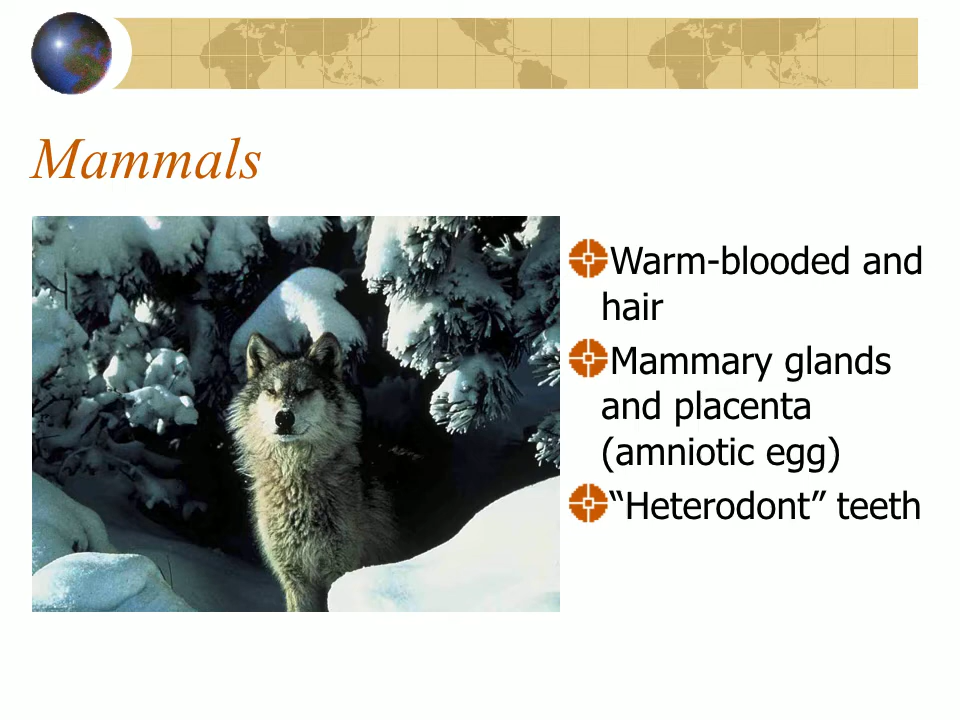 Mammals
Warm-blooded and
hair
Mammary glands
and placenta
(amniotic egg)
“Heterodont” teeth